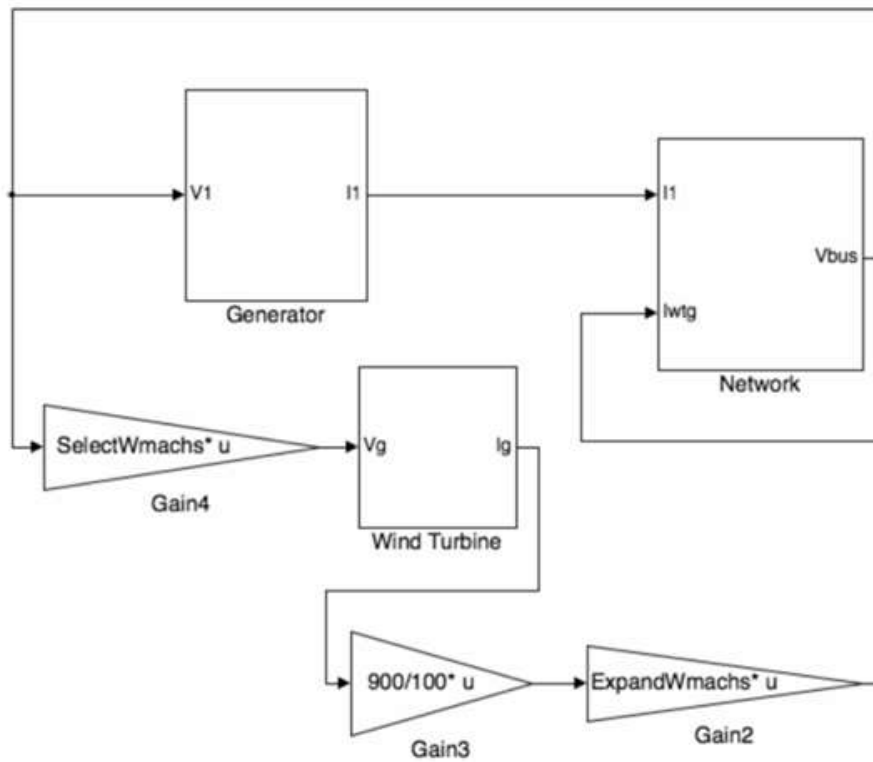 V1
I1
Generator
I1
Iwtg
Vbus
Network
SelectWmachs* u
Gain4
Vg
Ig
Wind Turbine
900/100* u
Gain3
ExpandWmachs* u
Gain2